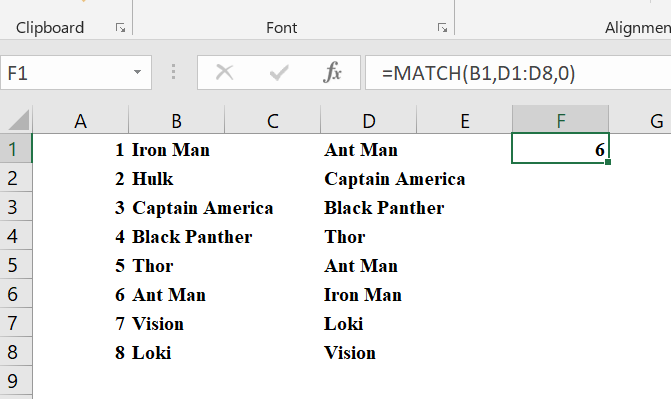 Clipboard Font Alignmen
F1 fx =MATCH(B1,D1:D8,0)
A B C D E F G
1 1 Iron Man Ant Man 6
2 2 Hulk Captain America
3 3 Captain America Black Panther
4 4 Black Panther Thor
5 5 Thor Ant Man
6 6 Ant Man Iron Man
7 7 Vision Loki
8 8 Loki Vision
9